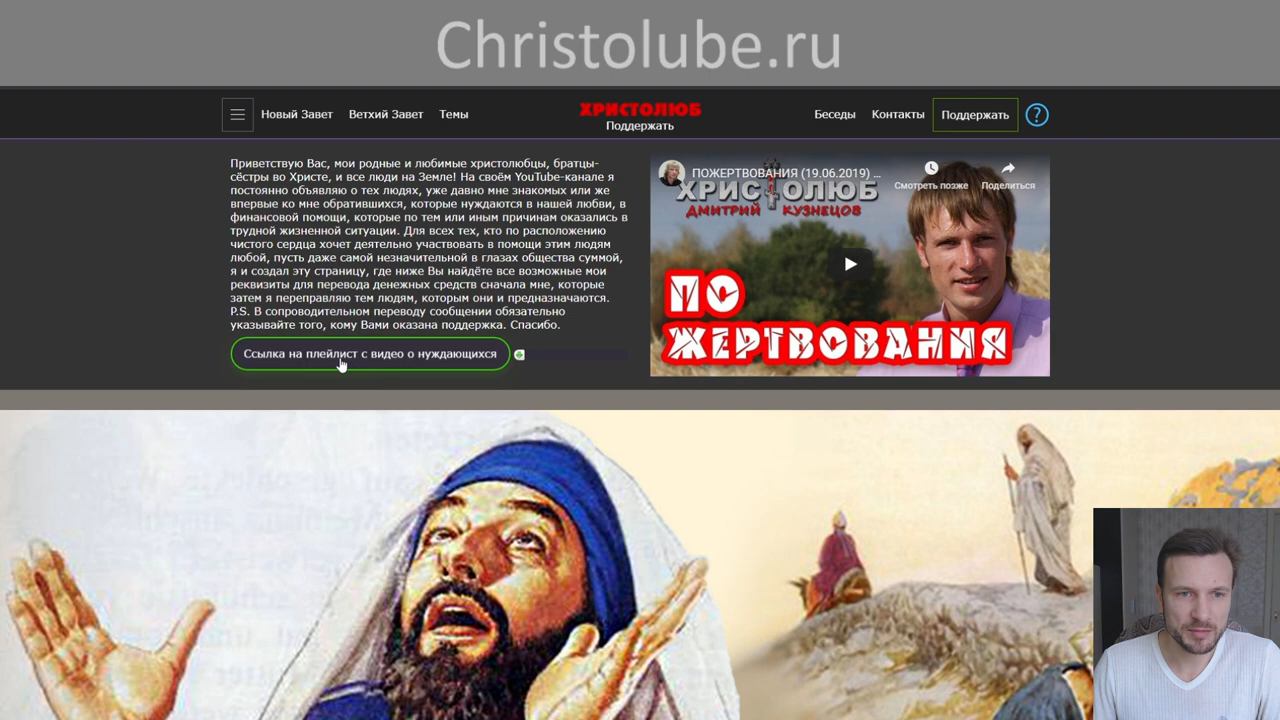 Christolube.ru
Новый Завет
Ветхий Завет
Темы
ХРИСТОЛЮБ
Поддержать
Беседы
Контакты
Поддержать
?
Приветствую Вас, мои родные и любимые христолюбцы, братцы-
сёстры во Христе, и все люди на Земле! На своём YouTube-канале я
постоянно объявляю о тех людях, уже давно мне знакомых или же
впервые ко мне обратившихся, которые нуждаются в нашей любви, в
финансовой помощи, которые по тем или иным причинам оказались в
трудной жизненной ситуации. Для всех тех, кто по расположению
чистого сердца хочет деятельно участвовать в помощи этим людям
любой, пусть даже самой незначительной в глазах общества суммой,
я и создал эту страницу, где ниже Вы найдёте все возможные мои
реквизиты для перевода денежных средств сначала мне, которые
затем я переправляю тем людям, которым они и предназначаются.
P.S. В сопроводительном переводу сообщении обязательно
указывайте того, кому Вами оказана поддержка. Спасибо.
Ссылка на плейлист с видео о нуждающихся
ПОЖЕРТВОВАНИЯ (19.06.2019) ...
Смотреть позже
Поделиться
ХРИСТОЛЮБ
ДМИТРИЙ КУЗНЕЦОВ
ПО
ЖЕРТВОВАНИЯ